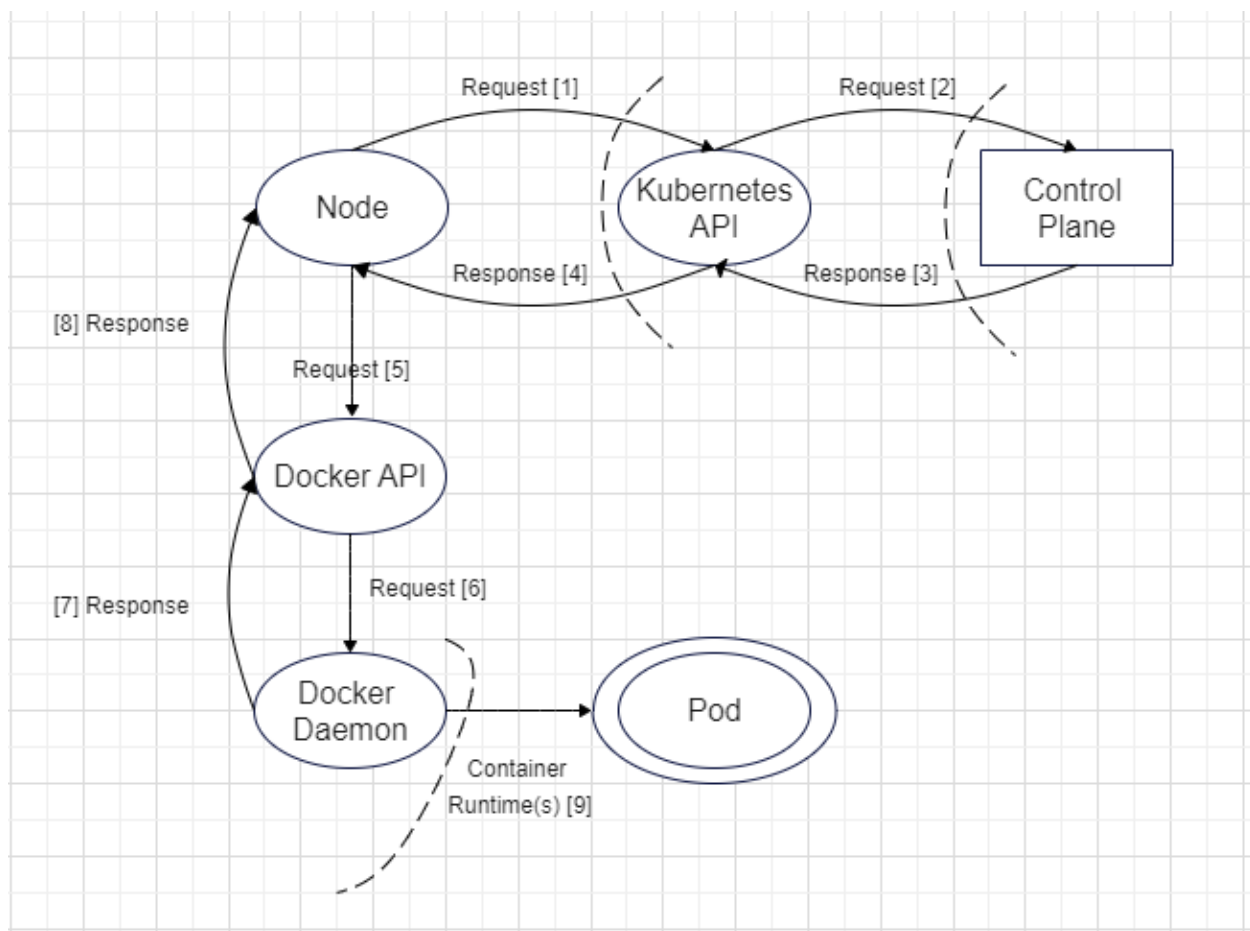 Request [1]
Request [2]
Node
Kubernetes
API
Control
Plane
Response [4]
Response [3]
[8] Response
Request [5]
Docker API
Request [6]
[7] Response
Docker
Daemon
Pod
Container
Runtime(s) [9]